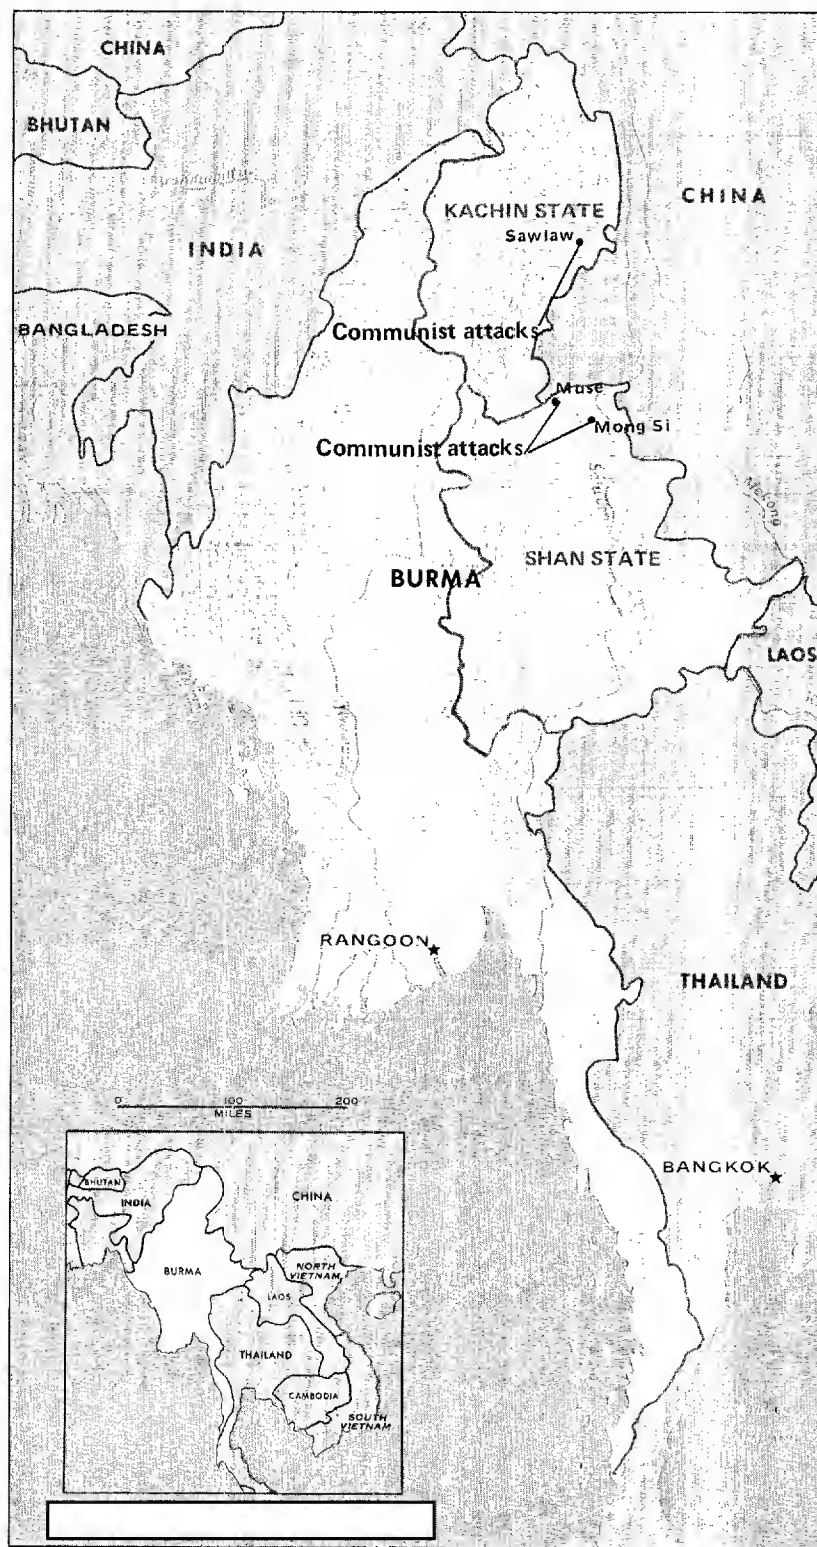 CHINA
BHUTAN
KACHIN STATE
CHINA
Sawlaw
INDIA
BANGLADESH
Communist attacks
Muse
Mong Si
Communist attacks
Mekong
SHAN STATE
BURMA
LAOS
RANGOON
THAILAND
0 100 200
MILES
BANGKOK
BHUTAN
INDIA
CHINA
BURMA
NORTH
VIETNAM
LAOS
THAILAND
CAMBODIA
SOUTH
VIETNAM